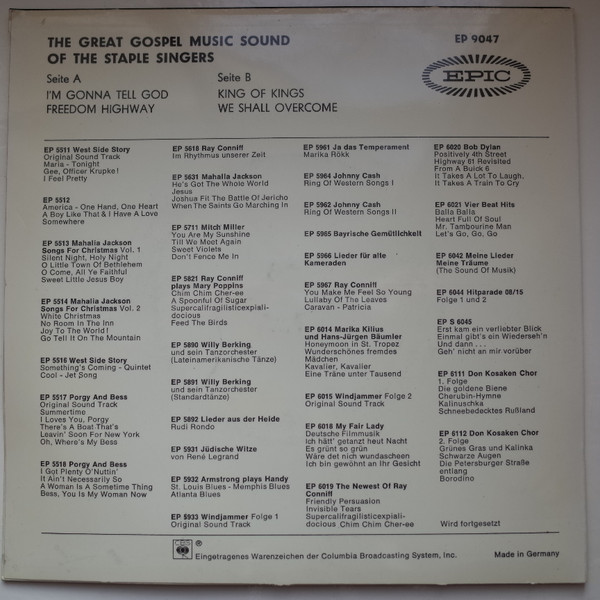 THE GREAT GOSPEL MUSIC SOUND
OF THE STAPLE SINGERS
EP 9047
EPIC
Seite A
I'M GONNA TELL GOD
FREEDOM HIGHWAY
Seite B
KING OF KINGS
WE SHALL OVERCOME
EP 5511 West Side Story
Original Sound Track
Maria - Tonight
Gee, Officer Krupke!
I Feel Pretty
EP 5512
America - One Hand, One Heart
A Boy Like That & I Have A Love
Somewhere
EP 5513 Mahalia Jackson
Songs For Christmas Vol. 1
Silent Night, Holy Night
O Little Town Of Bethlehem
O Come, All Ye Faithful
Sweet Little Jesus Boy
EP 5514 Mahalia Jackson
Songs For Christmas Vol. 2
White Christmas
No Room In The Inn
Joy To The World!
Go Tell It On the Mountain
EP 5516 West Side Story
Something's Coming - Quintet
Cool - Jet Song
EP 5517 Porgy And Bess
Original Sound Track
Summertime
I Loves You, Porgy
There's A Boat That's
Leavin' Soon For New York
Oh, Where's My Bess
EP 5518 Porgy And Bess
I Got Plenty O'Nuttin'
It Ain't Necessarily So
A Woman Is A Sometime Thing
Bess, You Is My Woman Now
EP 5616 Ray Conniff
Im Rhythmus unserer Zeit
EP 5631 Mahalia Jackson
He's Got The Whole World
Jesus
Joshua Fit The Battle Of Jericho
When The Saints Go Marching In
EP 5711 Mitch Miller
You Are My Sunshine
Till We Meet Again
Sweet Violets
Don't Fence Me In
EP 5821 Ray Conniff
plays Mary Poppins
Chim Chim Cher-ee
A Spoonful Of Sugar
Supercalifragilisticexpiali-
docious
Feed The Birds
EP 5890 Willy Berking
und sein Tanzorchester
(Lateinamerikanische Tänze)
EP 5891 Willy Berking
und sein Tanzorchester
(Standardtänze)
EP 5892 Lieder aus der Heide
Rudi Rondo
EP 5931 Jüdische Witze
von René Legrand
EP 5932 Armstrong plays Handy
St. Louis Blues - Memphis Blues
Atlanta Blues
EP 5933 Windjammer Folge 1
Original Sound Track
EP 5961 Ja das Temperament
Marika Rökk
EP 5964 Johnny Cash
Ring Of Western Songs I
EP 5962 Johnny Cash
Ring Of Western Songs II
EP 5965 Bayrische Gemütlichkeit
EP 5966 Lieder für alte
Kameraden
EP 5967 Ray Conniff
You Make Me Feel So Young
Lullaby Of The Leaves
Caravan - Patricia
EP 6014 Marika Kilius
und Hans-Jürgen Bäumler
Honeymoon in St. Tropez
Wunderschönes fremdes
Mädchen
Kavalier, Kavalier
Eine Träne unter Tausend
EP 6015 Windjammer Folge 2
Original Sound Track
EP 6018 My Fair Lady
Deutsche Filmmusik
Ich hätt' getanzt heut Nacht
Es grünt so grün
Wäre det nich wundascheen
Ich bin gewöhnt an Ihr Gesicht
EP 6019 The Newest Of Ray
Conniff
Friendly Persuasion
Invisible Tears
Supercalifragilisticexpiali-
docious Chim Chim Cher-ee
EP 6020 Bob Dylan
Positively 4th Street
Highway 61 Revisited
From A Buick 6
It Takes A Lot To Laugh,
It Takes A Train To Cry
EP 6021 Vier Beat Hits
Balla Balla
Heart Full Of Soul
Mr. Tambourine Man
Let's Go, Go, Go
EP 6042 Meine Lieder
Meine Träume
(The Sound Of Music)
EP 6044 Hitparade 08/15
Folge 1 und 2
EP S 6045
Erst kam ein verliebter Blick
Einmal gibt's ein Wiederseh'n
Und dann . . .
Geh' nicht an mir vorüber
EP 6111 Don Kosaken Chor
1. Folge
Die goldene Biene
Cherubin-Hymne
Kalinuschka
Schneebedecktes Rußland
EP 6112 Don Kosaken Chor
2. Folge
Grünes Gras und Kalinka
Schwarze Augen
Die Petersburger Straße
entlang
Borodino
Wird fortgesetzt
CBS ® Eingetragenes Warenzeichen der Columbia Broadcasting System, Inc.
Made in Germany